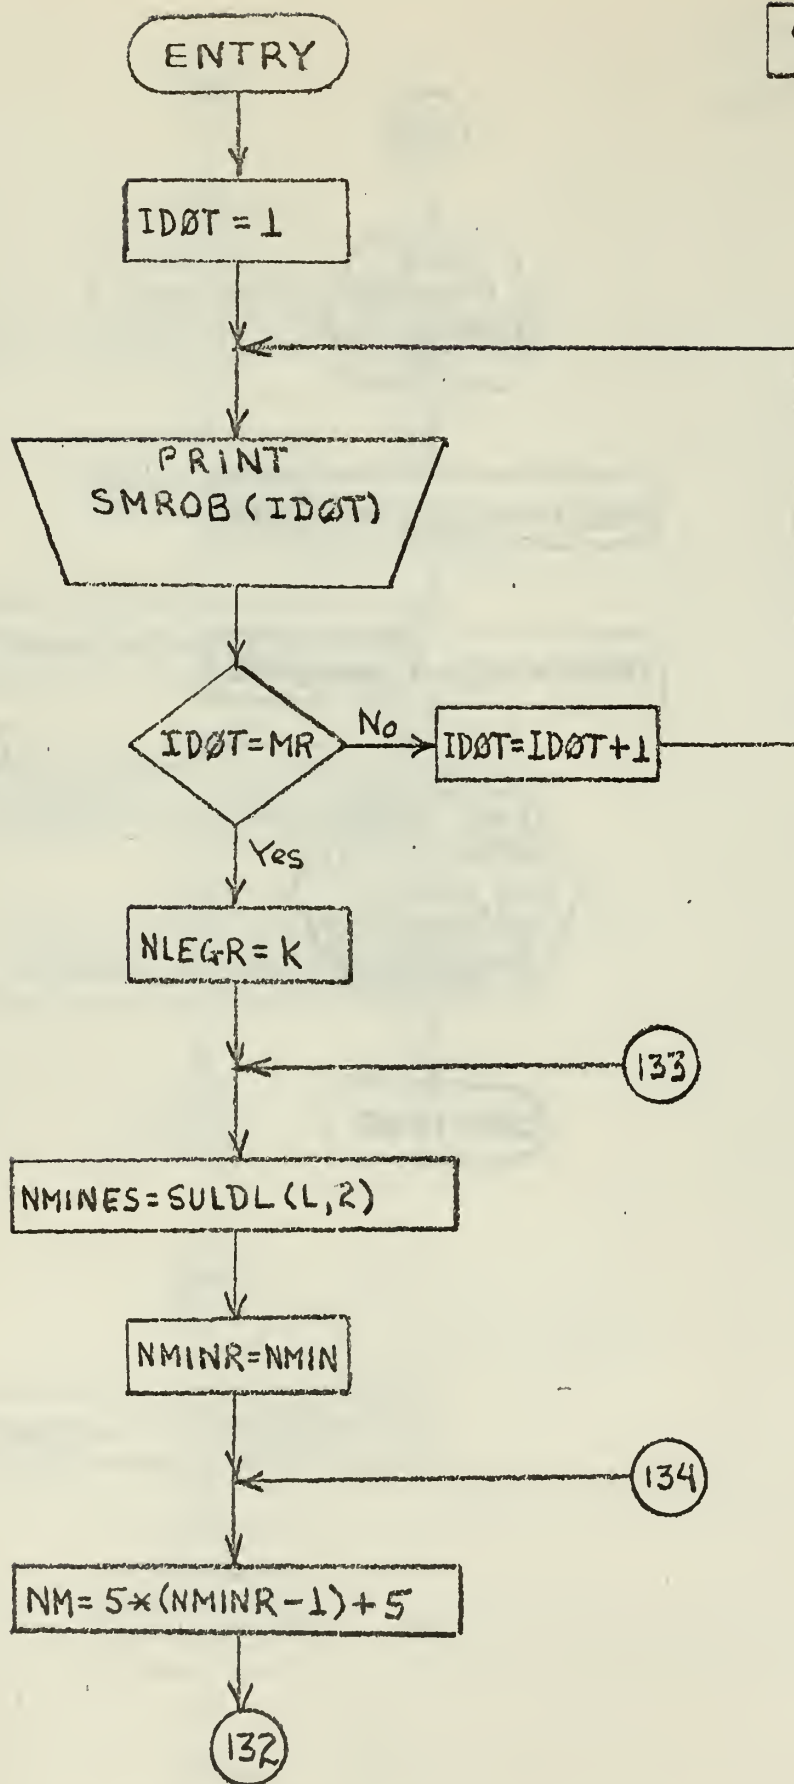 ENTRY
IDØT = 1
PRINT
SMROB (IDØT)
IDØT=MR
No
IDØT=IDØT+1
Yes
NLEGR = K
133
NMINES=SULDL(L,2)
NMINR=NMIN
134
NM= 5*(NMINR-1)+5
132